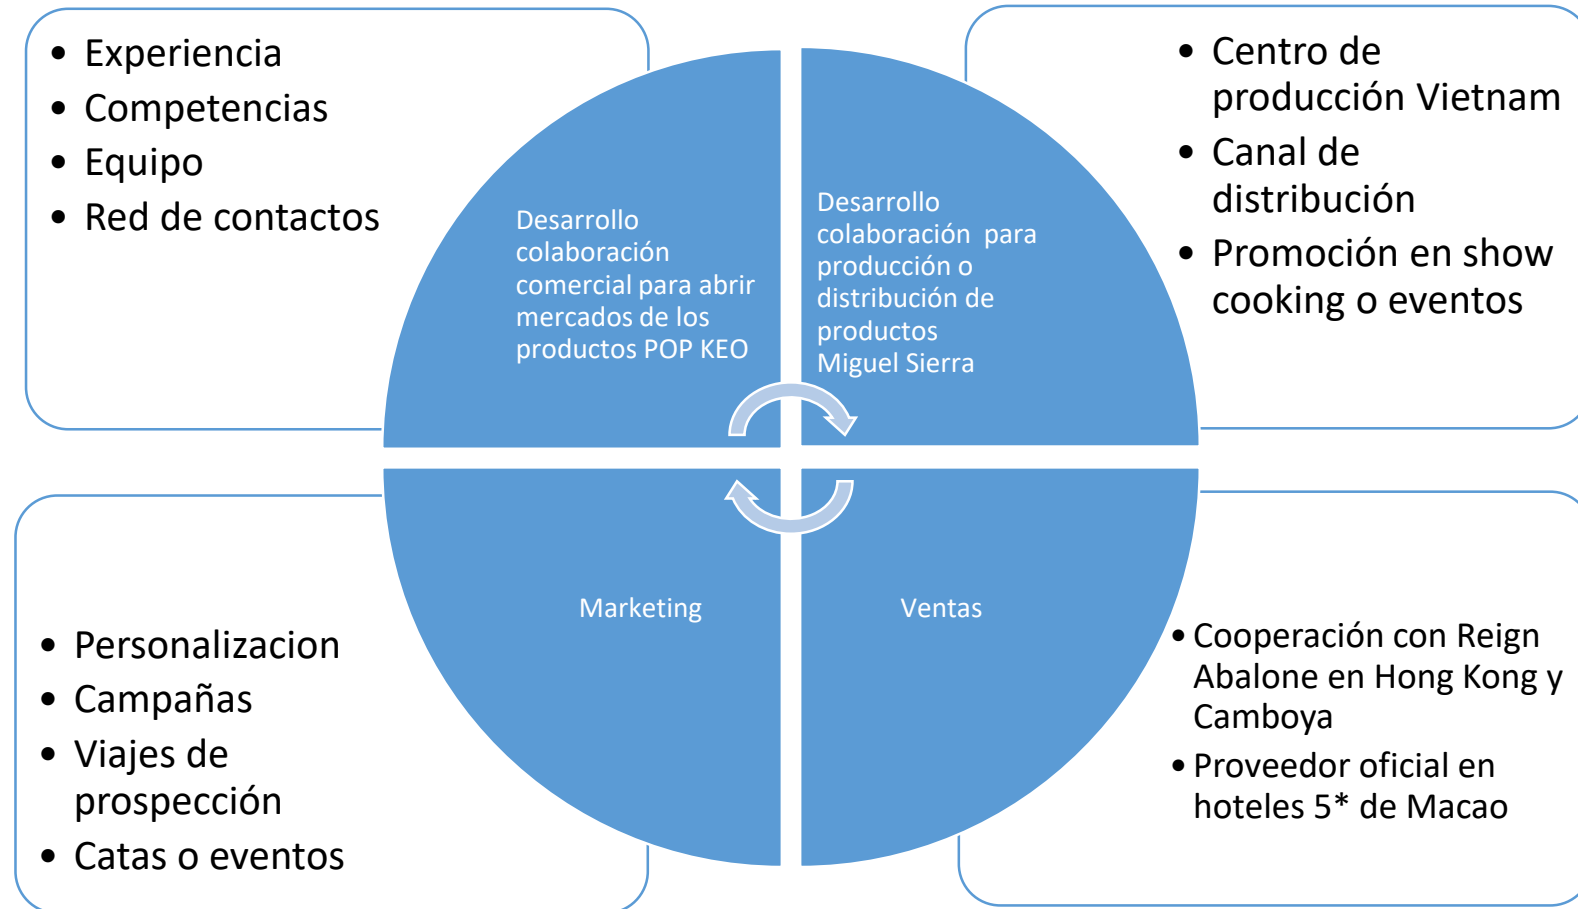 • Experiencia
• Competencias
• Equipo
• Red de contactos
• Centro de
producción Vietnam
• Canal de
distribución
• Promoción en show
cooking o eventos
Desarrollo
colaboración
comercial para abrir
mercados de los
productos POP KEO
Desarrollo
colaboración para
producción o
distribución de
productos
Miguel Sierra
Marketing
Ventas
• Personalizacion
• Campañas
• Viajes de
prospección
• Catas o eventos
• Cooperación con Reign
Abalone en Hong Kong y
Camboya
• Proveedor oficial en
hoteles 5* de Macao